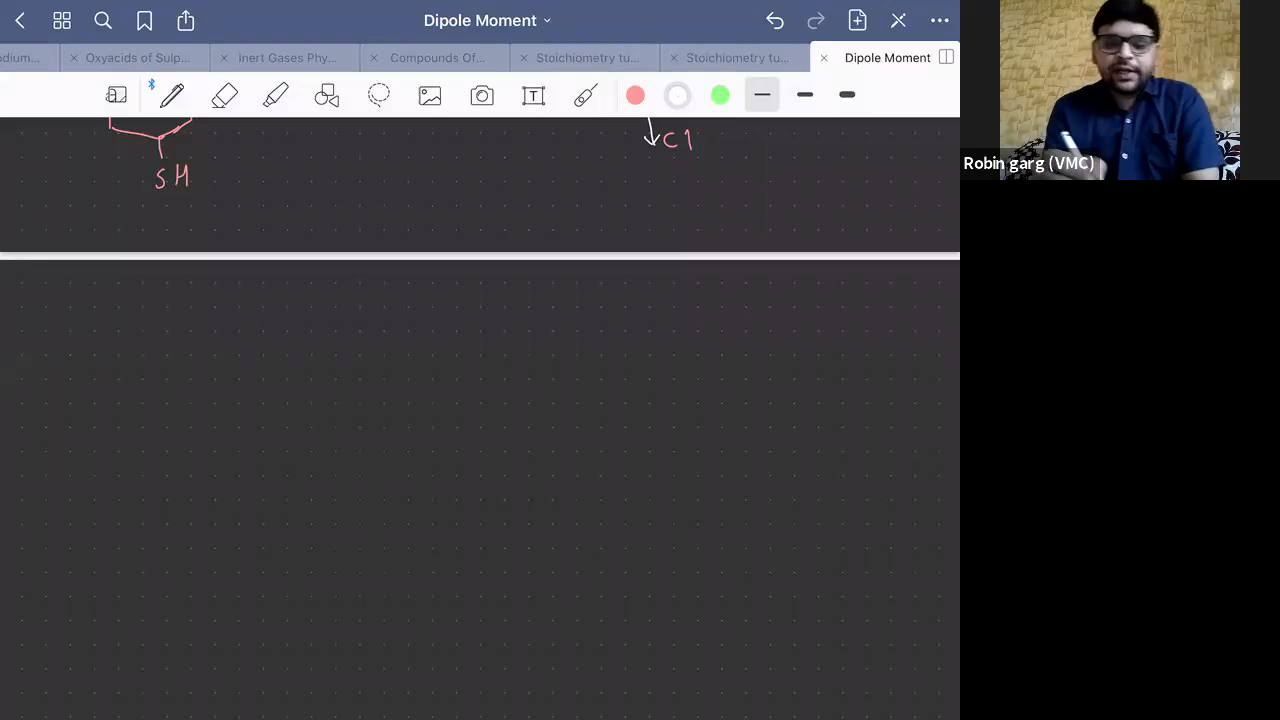 Dipole Moment
odium...
Oxyacids of Sulp...
Inert Gases Phy...
Compounds Of...
Stoichiometry tu...
Stoichiometry tu...
Dipole Moment
T
Cl
SH
Robin garg (VMC)